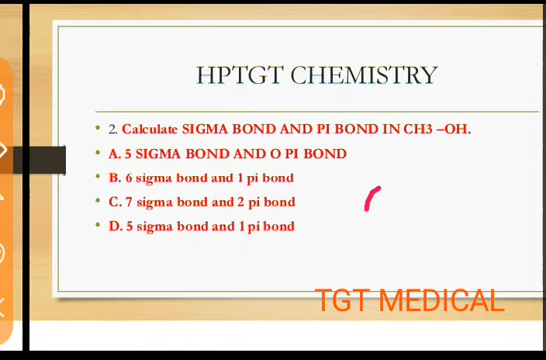 HPTGT CHEMISTRY
• 2. Calculate SIGMA BOND AND PI BOND IN CH3 –OH.
• A. 5 SIGMA BOND AND O PI BOND
• B. 6 sigma bond and 1 pi bond
• C. 7 sigma bond and 2 pi bond
• D. 5 sigma bond and 1 pi bond
TGT MEDICAL